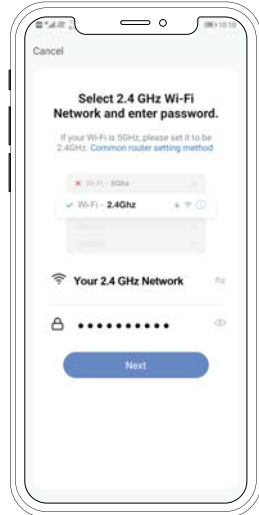 10:10
Cancel
Select 2.4 GHz Wi-Fi
Network and enter password.
If your Wi-Fi is 5GHz, please set it to be
2.4GHz. Common router setting method
Wi-Fi - 5Ghz
Wi-Fi - 2.4Ghz
Your 2.4 GHz Network
Next